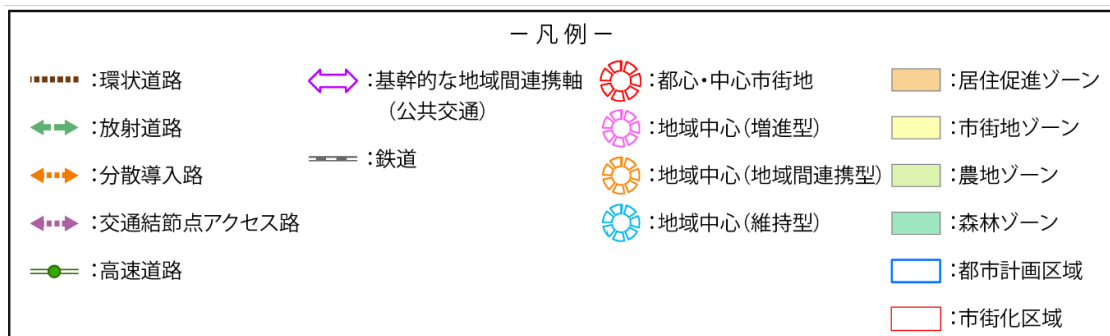 －凡例－
：環状道路
：放射道路
：分散導入路
：交通結節点アクセス路
：高速道路
：基幹的な地域間連携軸
（公共交通）
：鉄道
：都心・中心市街地
：地域中心（増進型）
：地域中心（地域間連携型）
：地域中心（維持型）
：居住促進ゾーン
：市街地ゾーン
：農地ゾーン
：森林ゾーン
：都市計画区域
：市街化区域